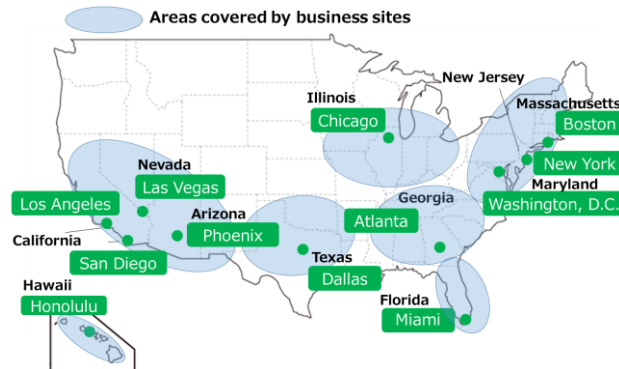 Areas covered by business sites
New Jersey
Illinois
Chicago
Massachusetts
Boston
Nevada
Las Vegas
New York
Maryland
Washington, D.C.
Los Angeles
Arizona
Phoenix
Georgia
Atlanta
California
San Diego
Texas
Dallas
Hawaii
Honolulu
Florida
Miami